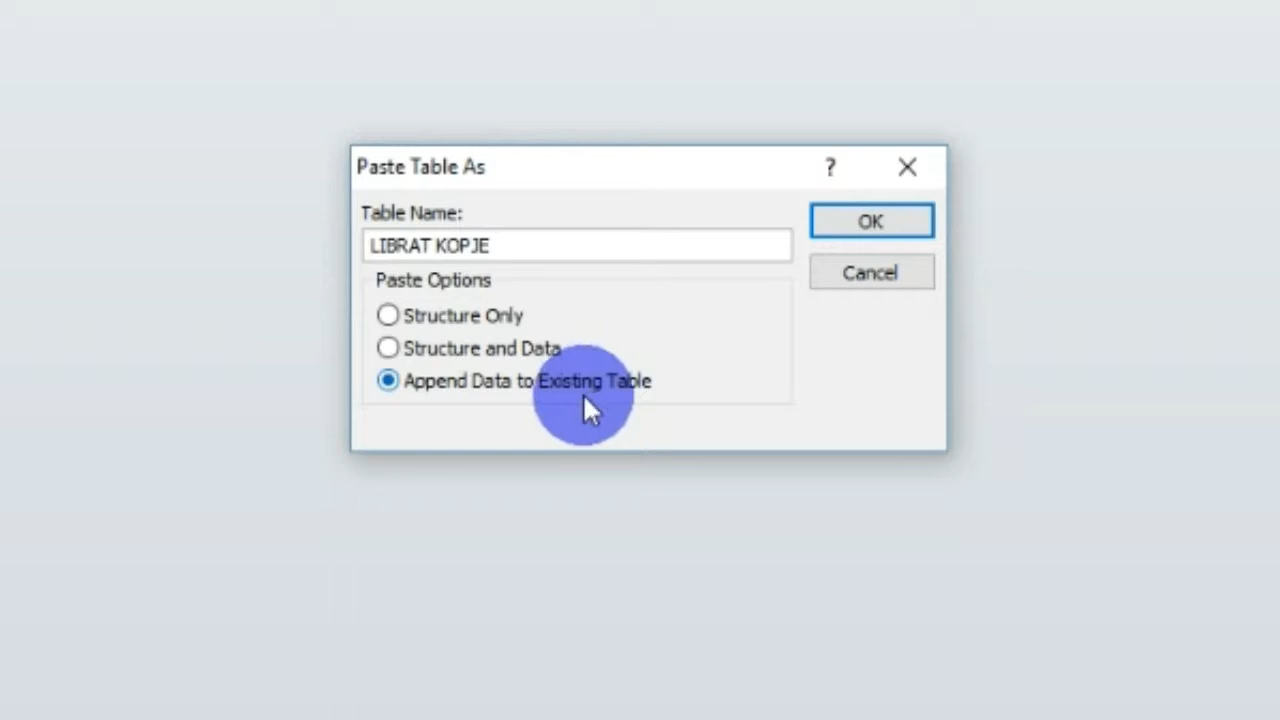 Paste Table As
?
Table Name:
OK
LIBRAT KOPJE
Cancel
Paste Options
Structure Only
Structure and Data
Append Data to Existing Table